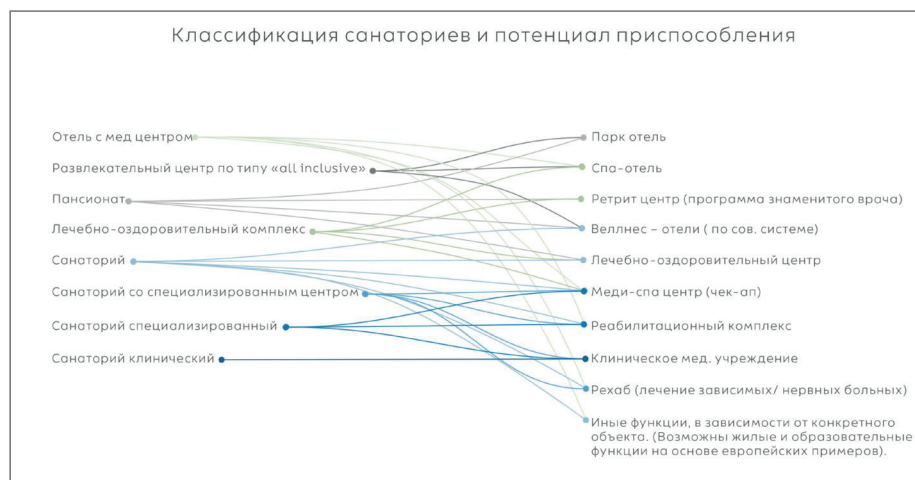 Классификация санаториев и потенциал приспособления
Отель с мед центром
Развлекательный центр по типу «all inclusive»
Пансионат
Лечебно-оздоровительный комплекс
Санаторий
Санаторий со специализированным центром
Санаторий специализированный
Санаторий клинический
Парк отель
Спа-отель
Ретрит центр (программа знаменитого врача)
Веллнес – отели ( по сов. системе)
Лечебно-оздоровительный центр
Меди-спа центр (чек-ап)
Реабилитационный комплекс
Клиническое мед. учреждение
Рехаб (лечение зависимых/ нервных больных)
Иные функции, в зависимости от конкретного
объекта. (Возможны жилые и образовательные
функции на основе европейских примеров).